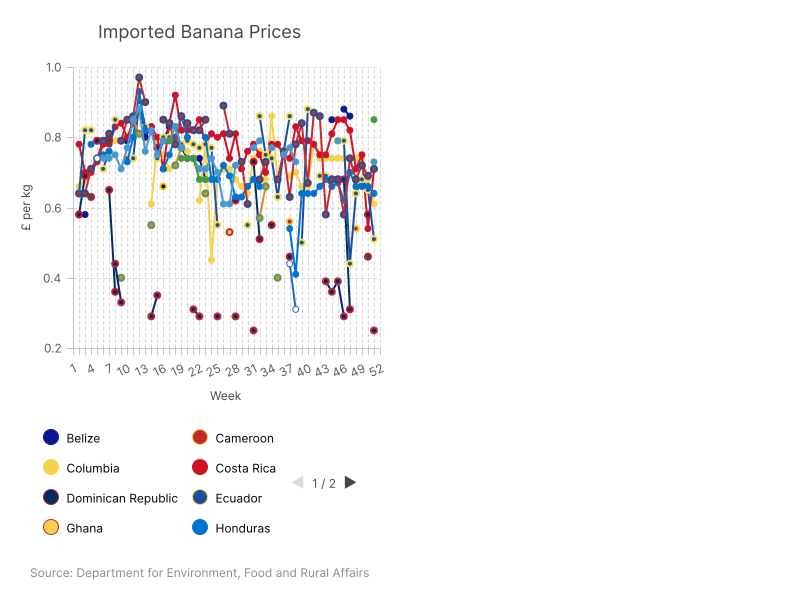 Imported Banana Prices
£ per kg
1.0
0.8
0.6
0.4
0.2
1 4 7 10 13 16 19 22 25 28 31 34 37 40 43 46 49 52
Week
Belize
Cameroon
Columbia
Costa Rica
Dominican Republic
Ecuador
Ghana
Honduras
1 / 2
Source: Department for Environment, Food and Rural Affairs